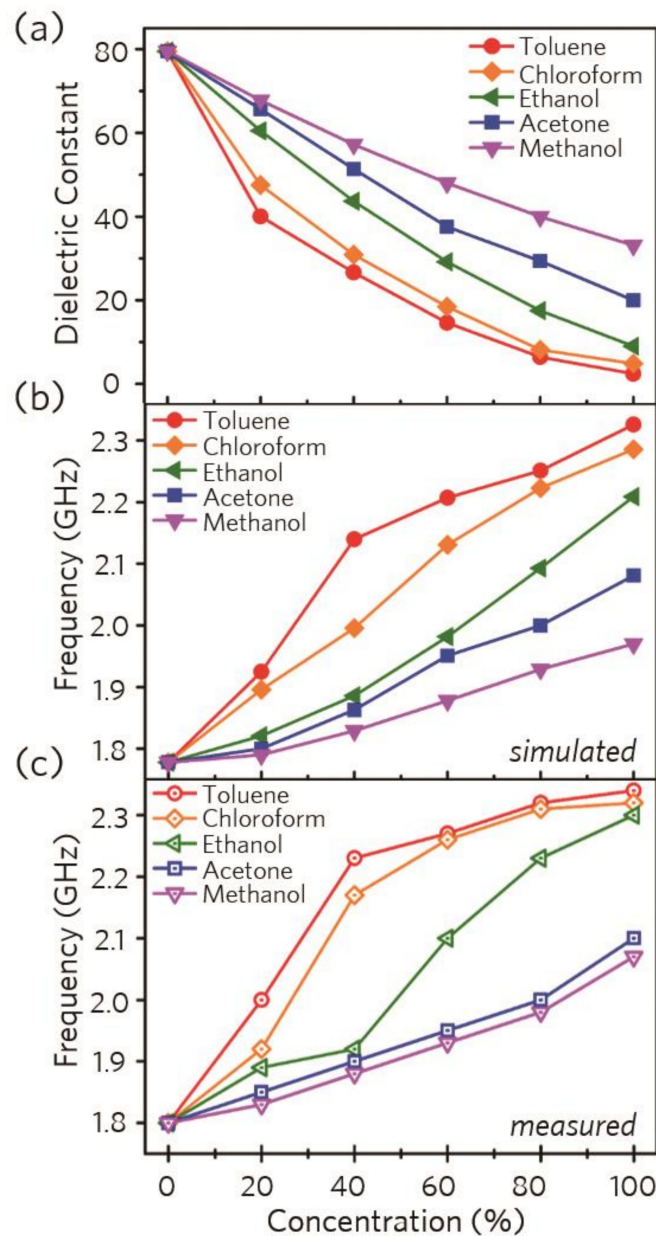 (a)
80
60
40
20
0
Dielectric Constant
Toluene
Chloroform
Ethanol
Acetone
Methanol
(b)
2.3
2.2
2.1
2.0
1.9
1.8
Frequency (GHz)
Toluene
Chloroform
Ethanol
Acetone
Methanol
simulated
(c)
2.3
2.2
2.1
2.0
1.9
1.8
Frequency (GHz)
Toluene
Chloroform
Ethanol
Acetone
Methanol
measured
0 20 40 60 80 100
Concentration (%)